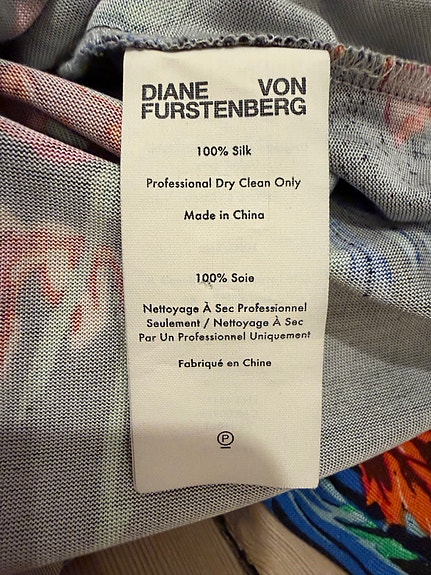 DIANE VON
FURSTENBERG
100% Silk
Professional Dry Clean Only
Made in China
100% Soie
Nettoyage À Sec Professionnel
Seulement / Nettoyage À Sec
Par Un Professionnel Uniquement
Fabriqué en Chine
P